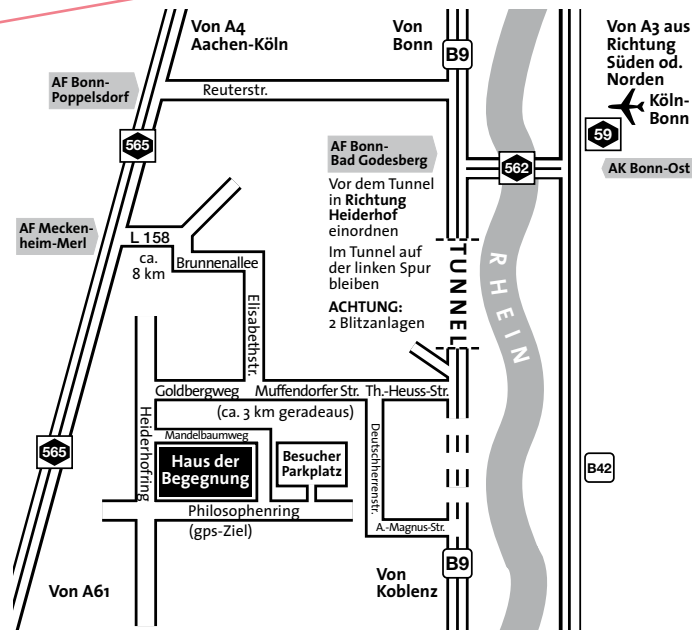 Von A4
Aachen-Köln
Von
Bonn
B9
Von A3 aus
Richtung
Süden od.
Norden
Köln-
Bonn
59
AK Bonn-Ost
AF Bonn-
Poppelsdorf
Reuterstr.
565
AF Bonn-
Bad Godesberg
562
Vor dem Tunnel
in Richtung
Heiderhof
einordnen
Im Tunnel auf
der linken Spur
bleiben
ACHTUNG:
2 Blitzanlagen
TUNNEL
RHEIN
AF Mecken-
heim-Merl
L 158
ca.
8 km
Brunnenallee
Elisabethstr.
Goldbergweg
Muffendorfer Str.
Th.-Heuss-Str.
(ca. 3 km geradeaus)
Heiderhofring
Mandelbaumweg
Deutschherrenstr.
565
Haus der
Begegnung
Besucher
Parkplatz
B42
Philosophenring
(gps-Ziel)
A.-Magnus-Str.
Von A61
Von
Koblenz
B9